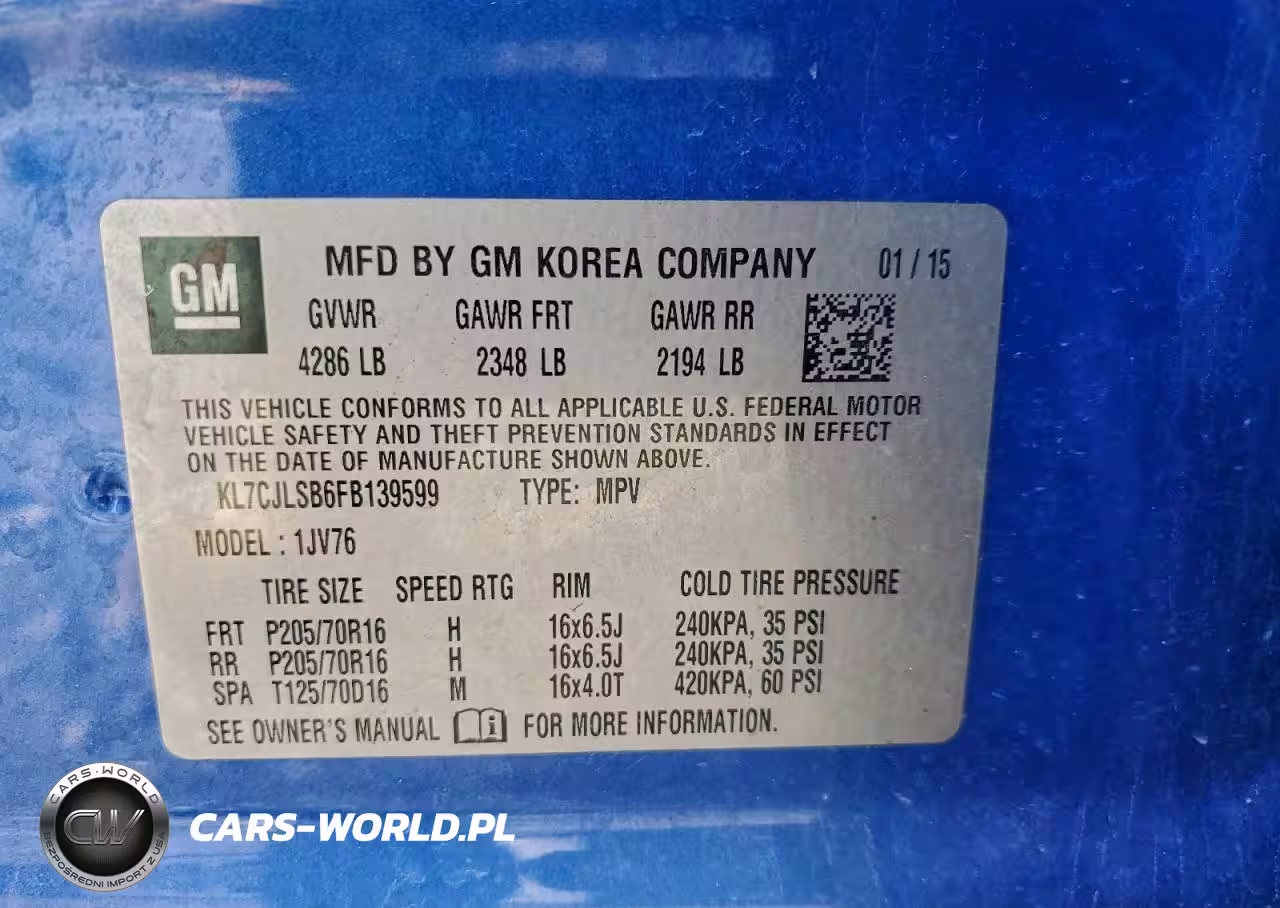 GM
MFD BY GM KOREA COMPANY 01 / 15
GVWR GAWR FRT GAWR RR
4286 LB 2348 LB 2194 LB
THIS VEHICLE CONFORMS TO ALL APPLICABLE U.S. FEDERAL MOTOR
VEHICLE SAFETY AND THEFT PREVENTION STANDARDS IN EFFECT
ON THE DATE OF MANUFACTURE SHOWN ABOVE.
KL7CJLSB6FB139599 TYPE: MPV
MODEL : 1JV76
TIRE SIZE SPEED RTG RIM COLD TIRE PRESSURE
FRT P205/70R16 H 16x6.5J 240KPA, 35 PSI
RR P205/70R16 H 16x6.5J 240KPA, 35 PSI
SPA T125/70D16 M 16x4.0T 420KPA, 60 PSI
SEE OWNER'S MANUAL FOR MORE INFORMATION.
CARS-WORLD
CW
BEZPOŚREDNI IMPORT Z USA
CARS-WORLD.PL